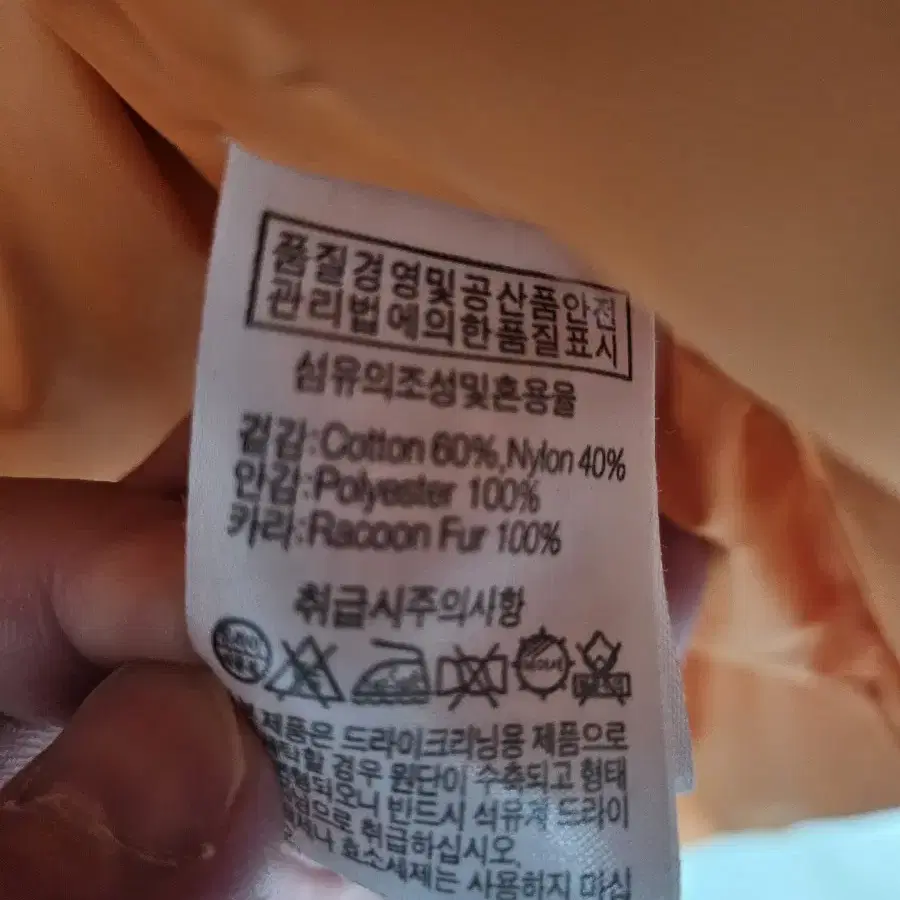 품질경영및공산품안전
관리법에의한품질표시
섬유의조성및혼용율
겉감:Cotton 60%,Nylon 40%
안감:Polyester 100%
카라:Racoon Fur 100%
취급시주의사항
제품은 드라이크리닝용 제품으로
경우 원단이 수축되고 형태
되오니 반드시 석유계 드라이
으로 취급하십시오.
효소세제는 사용하지 마십